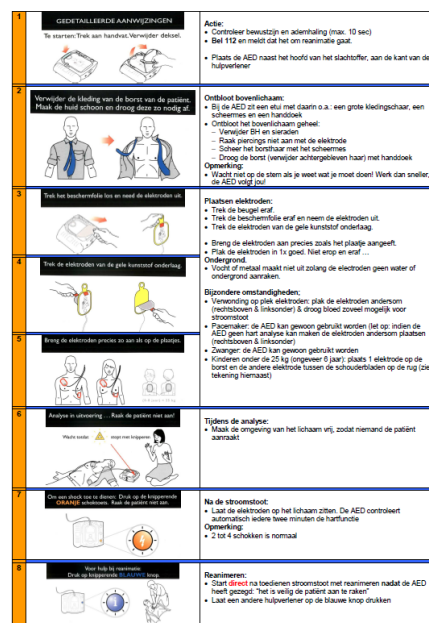 1
GEDETAILLEERDE AANWIJZINGEN
Te starten: Trek aan handvat. Verwijder deksel.
Actie:
• Controleer bewustzijn en ademhaling (max. 10 sec)
• Bel 112 en meldt dat het om reanimatie gaat.
• Plaats de AED naast het hoofd van het slachtoffer, aan de kant van de
hulpverlener
2
Verwijder de kleding van de borst van de patiënt.
Maak de huid schoon en droog deze zo nodig af.
Ontbloot bovenlichaam:
• Bij de AED zit een etui met daarin o.a.: een grote kledingschaar, een
scheermes en een handdoek
• Ontbloot het bovenlichaam geheel:
– Verwijder BH en sieraden
– Raak piercings niet aan met de elektrode
– Scheer het borsthaar met het scheermes
– Droog de borst (verwijder achtergebleven haar) met handdoek
Opmerking:
• Wacht niet op de stem als je weet wat je moet doen! Werk dan sneller,
de AED volgt jou!
3
Trek het beschermfolie los en need de elektroden uit.
Plaatsen elektroden:
• Trek de beugel eraf.
• Trek de beschermfolie eraf en neem de elektroden uit.
• Trek de elektroden van de gele kunststof onderlaag.
• Breng de elektroden aan precies zoals het plaatje aangeeft.
• Plak de elektroden in 1x goed. Niet erop en eraf ...
4
Trek de elektroden van de gele kunststof onderlaag.
Ondergrond.
• Vocht of metaal maakt niet uit zolang de electroden geen water of
ondergrond aanraken.
Bijzondere omstandigheden;
• Verwonding op plek elektroden: plak de elektroden andersom
(rechtsboven & linksonder) & droog bloed zoveel mogelijk voor
stroomstoot
• Pacemaker: de AED kan gewoon gebruikt worden (let op: indien de
AED geen hart analyse kan maken de elektroden andersom plaatsen
(rechtsboven & linksonder)
• Zwanger: de AED kan gewoon gebruikt worden
• Kinderen onder de 25 kg (ongeveer 6 jaar): plaats 1 elektrode op de
borst en de andere elektrode tussen de schouderbladen op de rug (zie
tekening hiernaast)
5
Breng de elektroden precies zo aan als op de plaatjes.
6
Analyse in uitvoering ... Raak de patiënt niet aan!
Wacht totdat
stopt met knipperen
Tijdens de analyse:
• Maak de omgeving van het lichaam vrij, zodat niemand de patiënt
aanraakt
7
Om een shock toe te dienen: Druk op de knipperende
ORANJE schoktoets. Raak de patiënt niet aan.
Na de stroomstoot:
• Laat de elektroden op het lichaam zitten. De AED controleert
automatisch iedere twee minuten de hartfunctie
Opmerking:
• 2 tot 4 schokken is normaal
8
Voor hulp bij reanimatie:
Druk op knipperende BLAUWE knop.
Reanimeren:
• Start direct na toedienen stroomstoot met reanimeren nadat de AED
heeft gezegd: "het is veilig de patiënt aan te raken"
• Laat een andere hulpverlener op de blauwe knop drukken